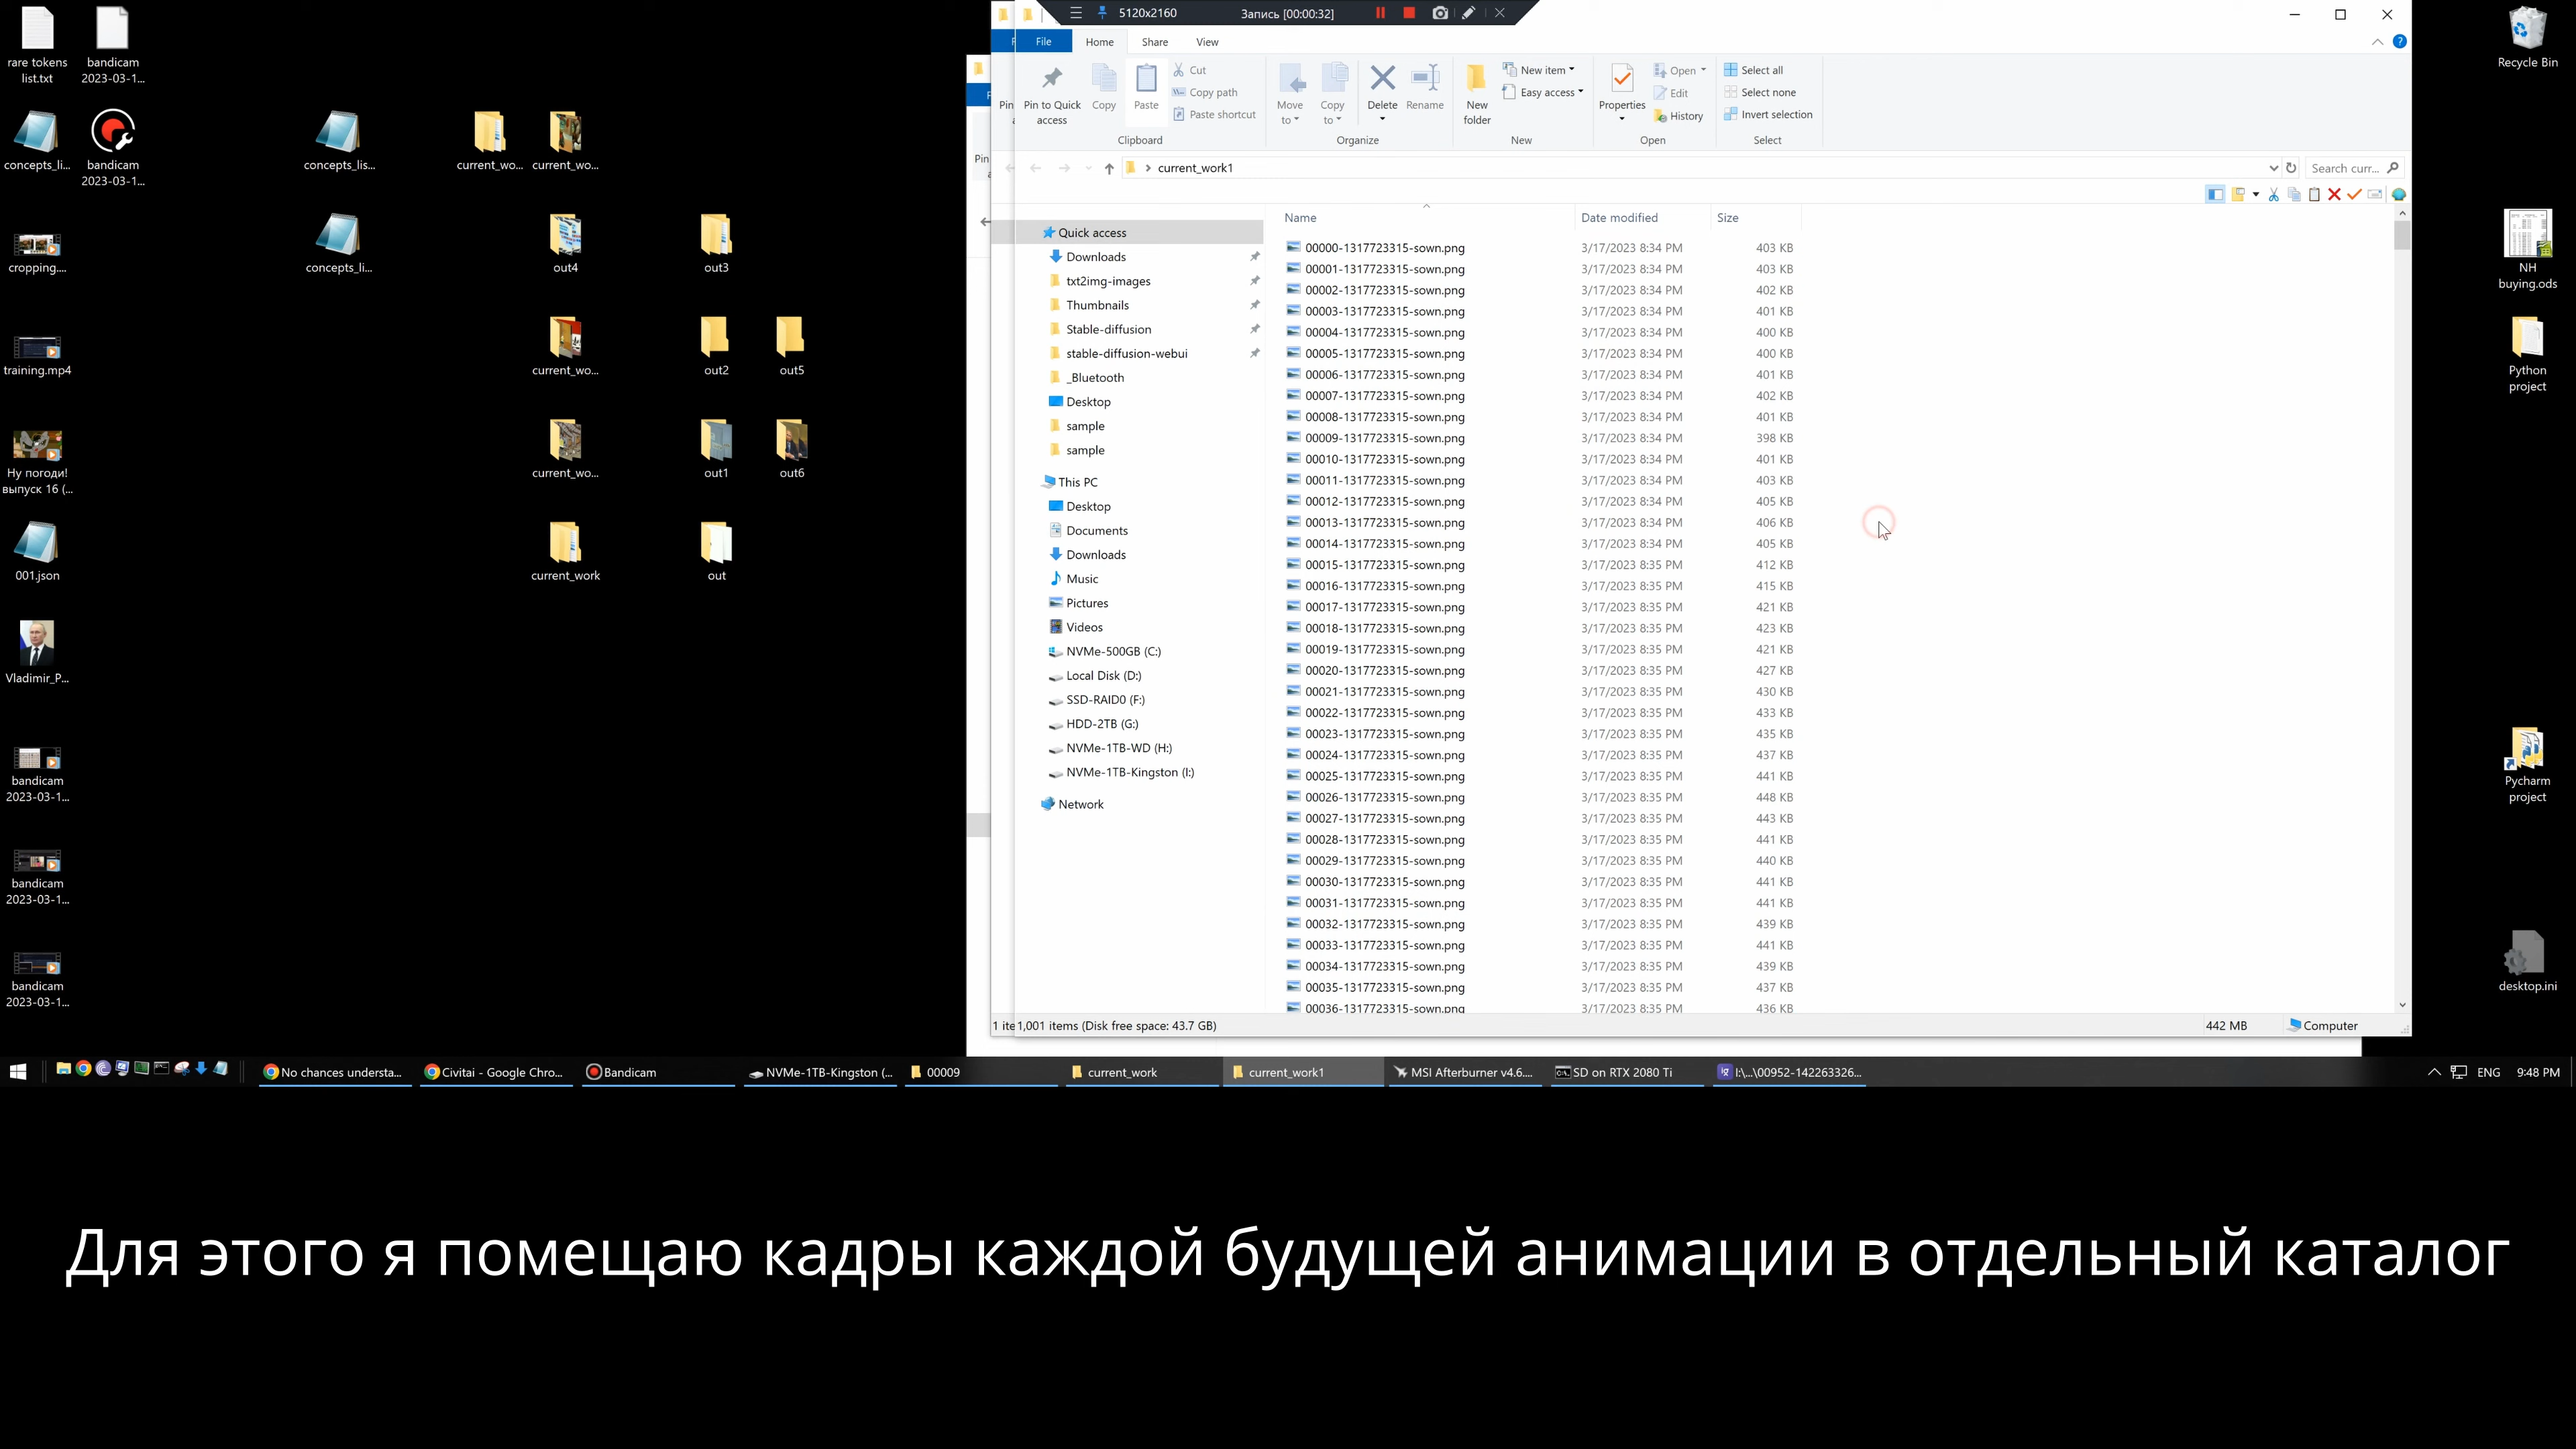 rare tokens
list.txt
bandicam
2023-03-1...
concepts_li...
bandicam
2023-03-1...
concepts_lis...
current_wo...
current_wo...
cropping....
concepts_li...
out4
out3
training.mp4
current_wo...
out2
out5
Ну погоди!
выпуск 16 (...
current_wo...
out1
out6
001.json
current_work
out
Vladimir_P...
bandicam
2023-03-1...
bandicam
2023-03-1...
bandicam
2023-03-1...
5120x2160
Запись [00:00:32]
File
Home
Share
View
Pin to Quick
access
Copy
Paste
Cut
Copy path
Paste shortcut
Clipboard
Move
to
Copy
to
Delete
Rename
Organize
New
folder
New item
Easy access
New
Properties
Open
Edit
History
Open
Select all
Select none
Invert selection
Select
Pin
Pin
current_work1
Search curr...
Name
Date modified
Size
Quick access
Downloads
txt2img-images
Thumbnails
Stable-diffusion
stable-diffusion-webui
_Bluetooth
Desktop
sample
sample
This PC
Desktop
Documents
Downloads
Music
Pictures
Videos
NVMe-500GB (C:)
Local Disk (D:)
SSD-RAID0 (F:)
HDD-2TB (G:)
NVMe-1TB-WD (H:)
NVMe-1TB-Kingston (I:)
Network
00000-1317723315-sown.png 3/17/2023 8:34 PM 403 KB
00001-1317723315-sown.png 3/17/2023 8:34 PM 403 KB
00002-1317723315-sown.png 3/17/2023 8:34 PM 402 KB
00003-1317723315-sown.png 3/17/2023 8:34 PM 401 KB
00004-1317723315-sown.png 3/17/2023 8:34 PM 400 KB
00005-1317723315-sown.png 3/17/2023 8:34 PM 400 KB
00006-1317723315-sown.png 3/17/2023 8:34 PM 401 KB
00007-1317723315-sown.png 3/17/2023 8:34 PM 402 KB
00008-1317723315-sown.png 3/17/2023 8:34 PM 401 KB
00009-1317723315-sown.png 3/17/2023 8:34 PM 398 KB
00010-1317723315-sown.png 3/17/2023 8:34 PM 401 KB
00011-1317723315-sown.png 3/17/2023 8:34 PM 403 KB
00012-1317723315-sown.png 3/17/2023 8:34 PM 405 KB
00013-1317723315-sown.png 3/17/2023 8:34 PM 406 KB
00014-1317723315-sown.png 3/17/2023 8:34 PM 405 KB
00015-1317723315-sown.png 3/17/2023 8:35 PM 412 KB
00016-1317723315-sown.png 3/17/2023 8:35 PM 415 KB
00017-1317723315-sown.png 3/17/2023 8:35 PM 421 KB
00018-1317723315-sown.png 3/17/2023 8:35 PM 423 KB
00019-1317723315-sown.png 3/17/2023 8:35 PM 421 KB
00020-1317723315-sown.png 3/17/2023 8:35 PM 427 KB
00021-1317723315-sown.png 3/17/2023 8:35 PM 430 KB
00022-1317723315-sown.png 3/17/2023 8:35 PM 433 KB
00023-1317723315-sown.png 3/17/2023 8:35 PM 435 KB
00024-1317723315-sown.png 3/17/2023 8:35 PM 437 KB
00025-1317723315-sown.png 3/17/2023 8:35 PM 441 KB
00026-1317723315-sown.png 3/17/2023 8:35 PM 448 KB
00027-1317723315-sown.png 3/17/2023 8:35 PM 443 KB
00028-1317723315-sown.png 3/17/2023 8:35 PM 441 KB
00029-1317723315-sown.png 3/17/2023 8:35 PM 440 KB
00030-1317723315-sown.png 3/17/2023 8:35 PM 441 KB
00031-1317723315-sown.png 3/17/2023 8:35 PM 441 KB
00032-1317723315-sown.png 3/17/2023 8:35 PM 439 KB
00033-1317723315-sown.png 3/17/2023 8:35 PM 441 KB
00034-1317723315-sown.png 3/17/2023 8:35 PM 439 KB
00035-1317723315-sown.png 3/17/2023 8:35 PM 437 KB
00036-1317723315-sown.png 3/17/2023 8:35 PM 436 KB
1 ite
1,001 items (Disk free space: 43.7 GB)
442 MB
Computer
Recycle Bin
NH
buying.ods
Python
project
Pycharm
project
desktop.ini
No chances understa...
Civitai - Google Chro...
Bandicam
NVMe-1TB-Kingston (...
00009
current_work
current_work1
MSI Afterburner v4.6....
SD on RTX 2080 Ti
I:\...\00952-142263326...
ENG
9:48 PM
Для этого я помещаю кадры каждой будущей анимации в отдельный каталог